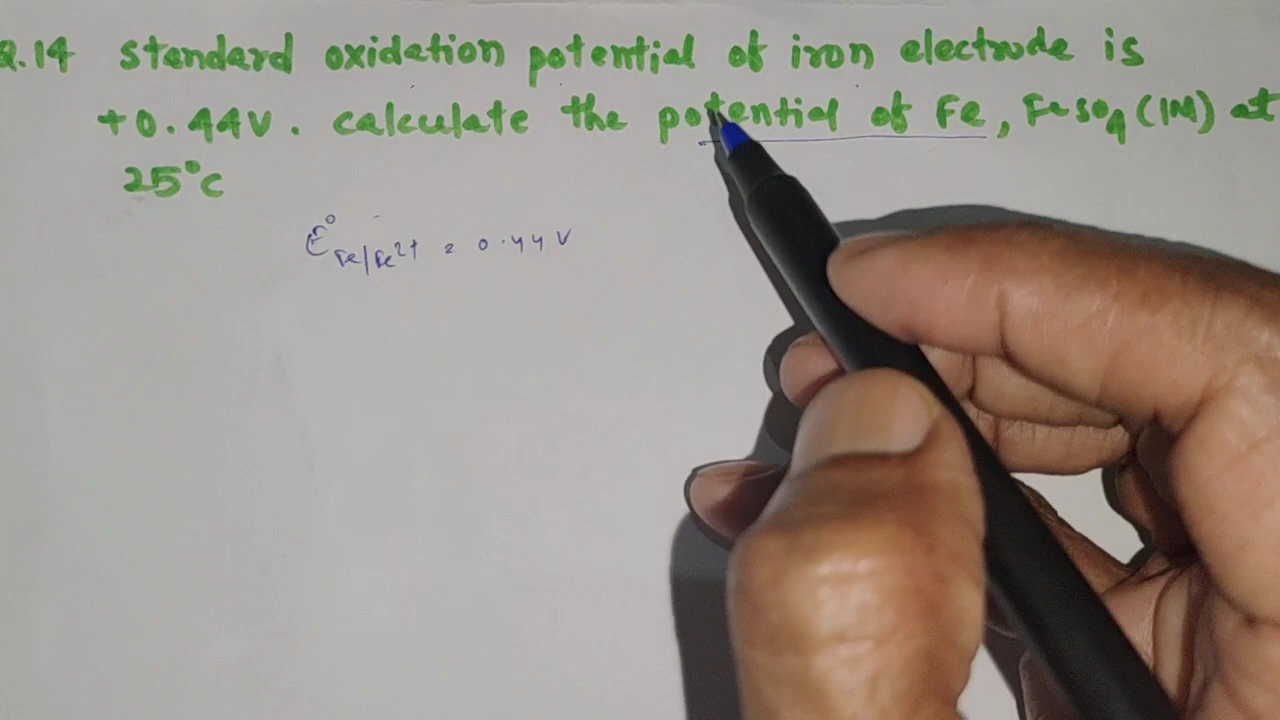 Q.14 standard oxidation potential of iron electrode is
+0.44V. calculate the potential of Fe, FeSO4 (1M) at
25°C
E° Fe/Fe2+ = 0.44 V